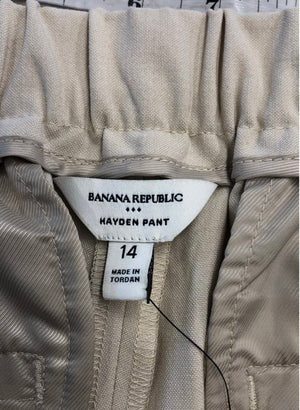 BANANA REPUBLIC
HAYDEN PANT
14
MADE IN
JORDAN